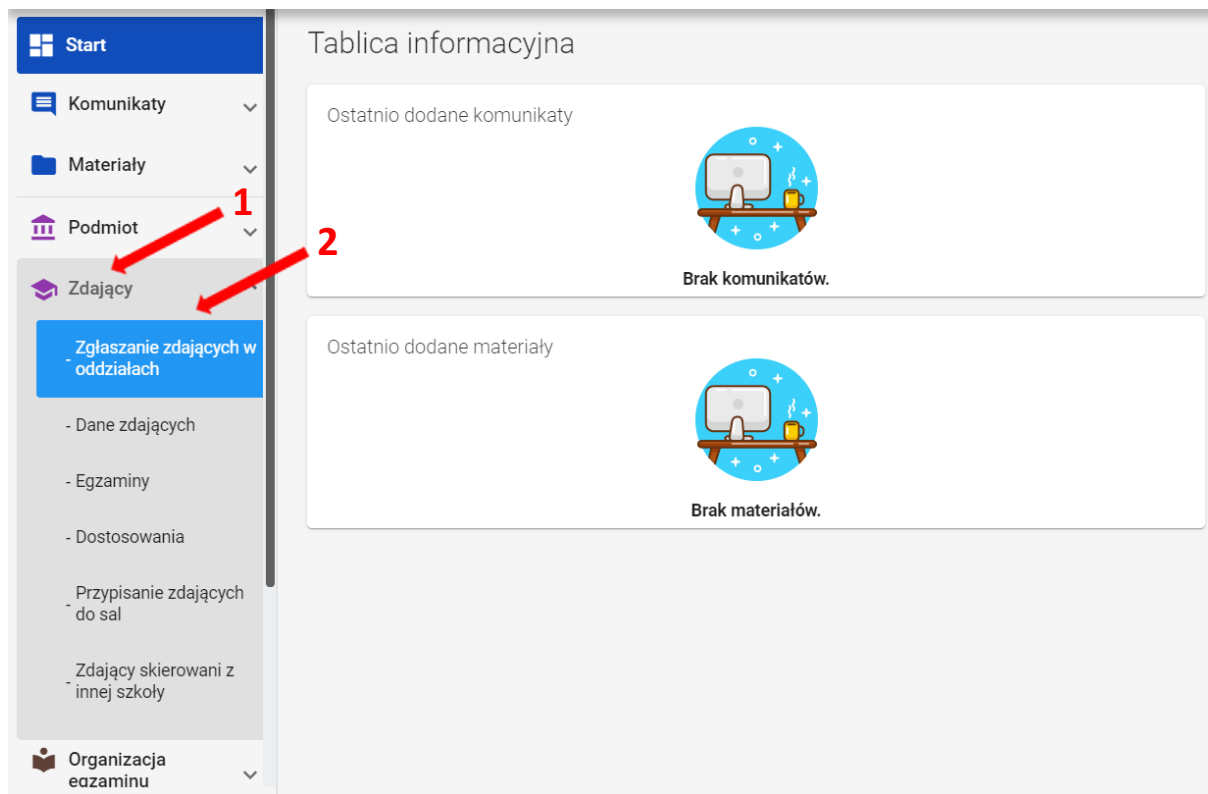 Start
Komunikaty
Materiały
1
Podmiot
2
Zdający
- Zgłaszanie zdających w
oddziałach
- Dane zdających
- Egzaminy
- Dostosowania
- Przypisanie zdających
do sal
- Zdający skierowani z
innej szkoły
Organizacja
egzaminu
Tablica informacyjna
Ostatnio dodane komunikaty
Brak komunikatów.
Ostatnio dodane materiały
Brak materiałów.